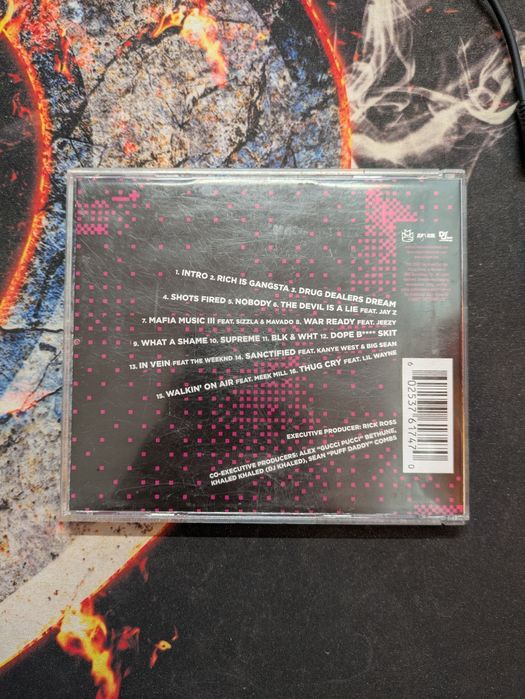 1. INTRO 2. RICH IS GANGSTA 3. DRUG DEALERS DREAM
4. SHOTS FIRED 5. NOBODY 6. THE DEVIL IS A LIE FEAT. JAY Z
7. MAFIA MUSIC III FEAT. SIZZLA & MAVADO 8. WAR READY FEAT. JEEZY
9. WHAT A SHAME 10. SUPREME 11. BLK & WHT 12. DOPE B**** SKIT
13. IN VEIN FEAT THE WEEKND 14. SANCTIFIED FEAT. KANYE WEST & BIG SEAN
15. WALKIN' ON AIR FEAT. MEEK MILL 16. THUG CRY FEAT. LIL WAYNE
EXECUTIVE PRODUCER: RICK ROSS
CO-EXECUTIVE PRODUCERS: ALEX "GUCCI PUCCI" BETHUNE,
KHALED KHALED (DJ KHALED), SEAN "PUFF DADDY" COMBS
6 02537 61747 0